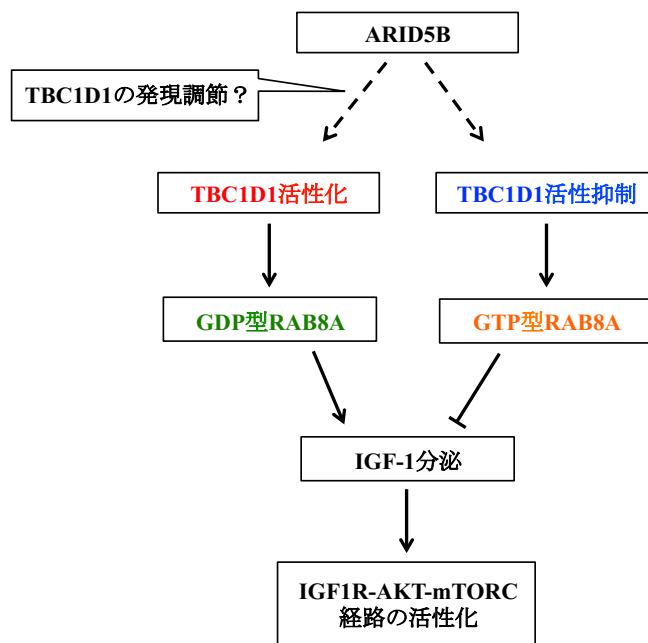 ARID5B
TBC1D1の発現調節？
TBC1D1活性化
TBC1D1活性抑制
GDP型RAB8A
GTP型RAB8A
IGF-1分泌
IGF1R-AKT-mTORC
経路の活性化